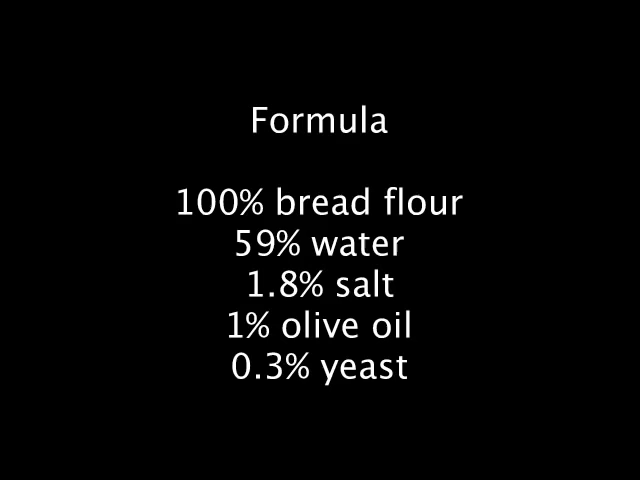 Formula
100% bread flour
59% water
1.8% salt
1% olive oil
0.3% yeast